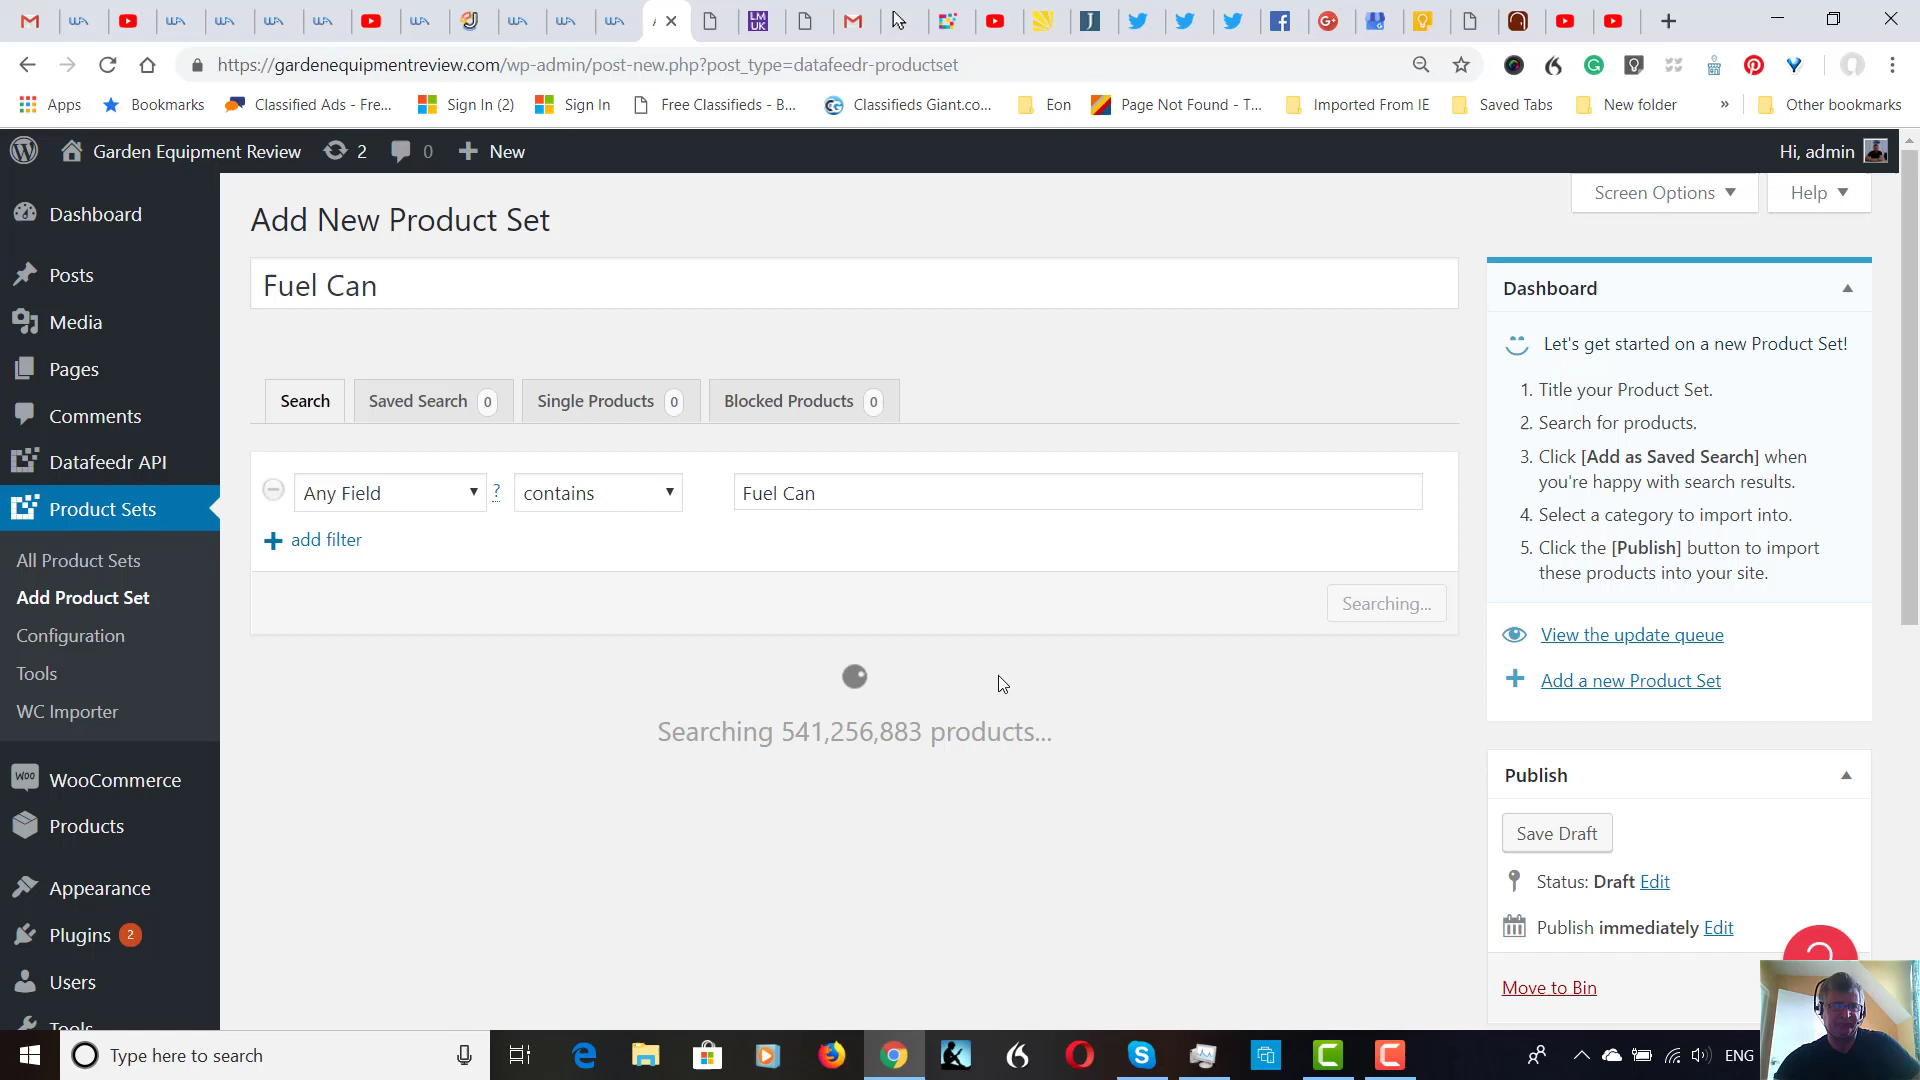 https://gardenequipmentreview.com/wp-admin/post-new.php?post_type=datafeedr-productset
Apps
Bookmarks
Classified Ads - Fre...
Sign In (2)
Sign In
Free Classifieds - B...
Classifieds Giant.co...
Eon
Page Not Found - T...
Imported From IE
Saved Tabs
New folder
»
Other bookmarks
Garden Equipment Review
2
0
New
Hi, admin
Screen Options
Help
Dashboard
Posts
Media
Pages
Comments
Datafeedr API
Product Sets
All Product Sets
Add Product Set
Configuration
Tools
WC Importer
WooCommerce
Products
Appearance
Plugins 2
Users
Tools
Add New Product Set
Fuel Can
Search
Saved Search 0
Single Products 0
Blocked Products 0
Any Field
?
contains
Fuel Can
add filter
Searching...
Searching 541,256,883 products...
Dashboard
Let's get started on a new Product Set!
1. Title your Product Set.
2. Search for products.
3. Click [Add as Saved Search] when
you're happy with search results.
4. Select a category to import into.
5. Click the [Publish] button to import
these products into your site.
View the update queue
Add a new Product Set
Publish
Save Draft
Status: Draft Edit
Publish immediately Edit
Move to Bin
Type here to search
ENG